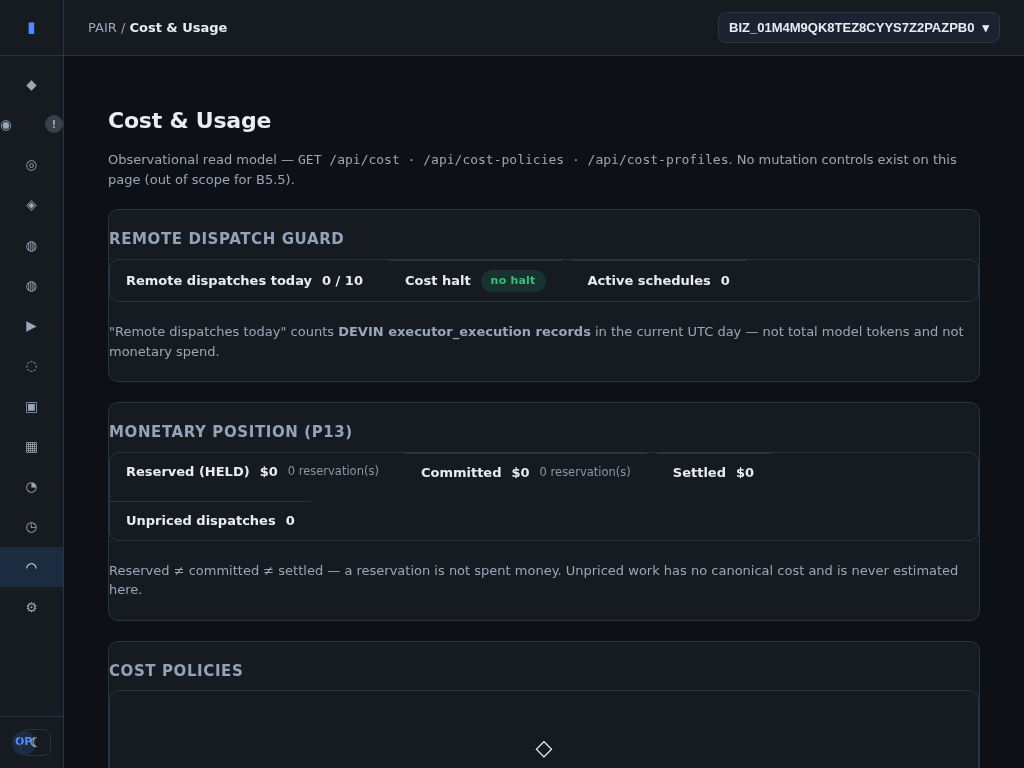 PAIR / Cost & Usage
BIZ_01M4M9QK8TEZ8CYYS7Z2PAZPB0 ▾
!
Cost & Usage
Observational read model — GET /api/cost · /api/cost-policies · /api/cost-profiles. No mutation controls exist on this
page (out of scope for B5.5).
REMOTE DISPATCH GUARD
Remote dispatches today 0 / 10 Cost halt no halt Active schedules 0
"Remote dispatches today" counts DEVIN executor_execution records in the current UTC day — not total model tokens and not
monetary spend.
MONETARY POSITION (P13)
Reserved (HELD) $0 0 reservation(s) Committed $0 0 reservation(s) Settled $0
Unpriced dispatches 0
Reserved ≠ committed ≠ settled — a reservation is not spent money. Unpriced work has no canonical cost and is never estimated
here.
COST POLICIES
OP